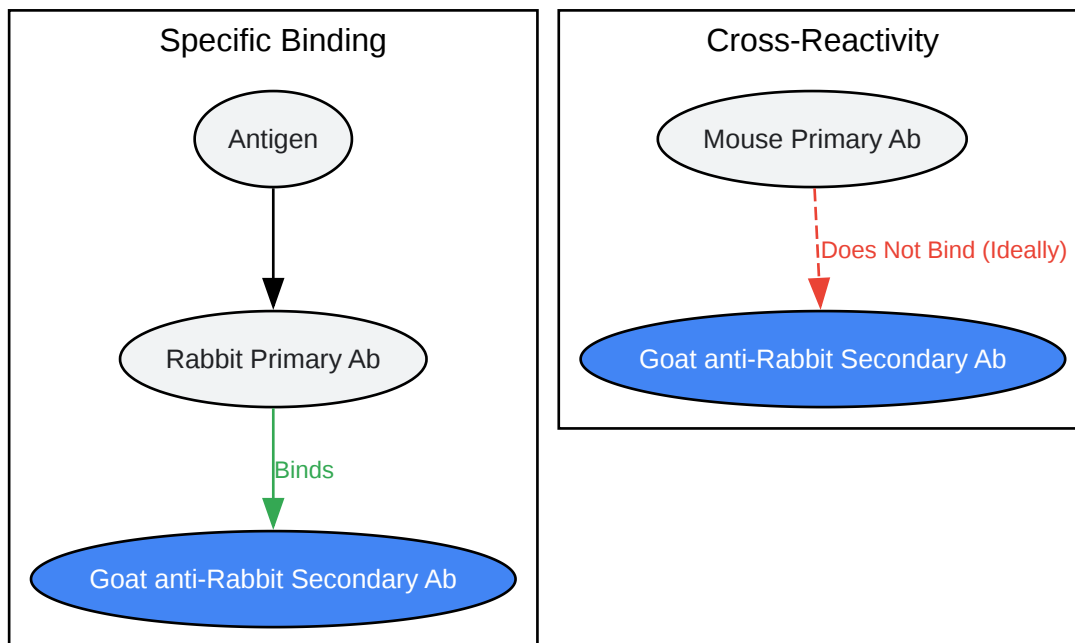 Specific Binding
Antigen
Rabbit Primary Ab
Binds
Goat anti-Rabbit Secondary Ab
Cross-Reactivity
Mouse Primary Ab
Does Not Bind (Ideally)
Goat anti-Rabbit Secondary Ab